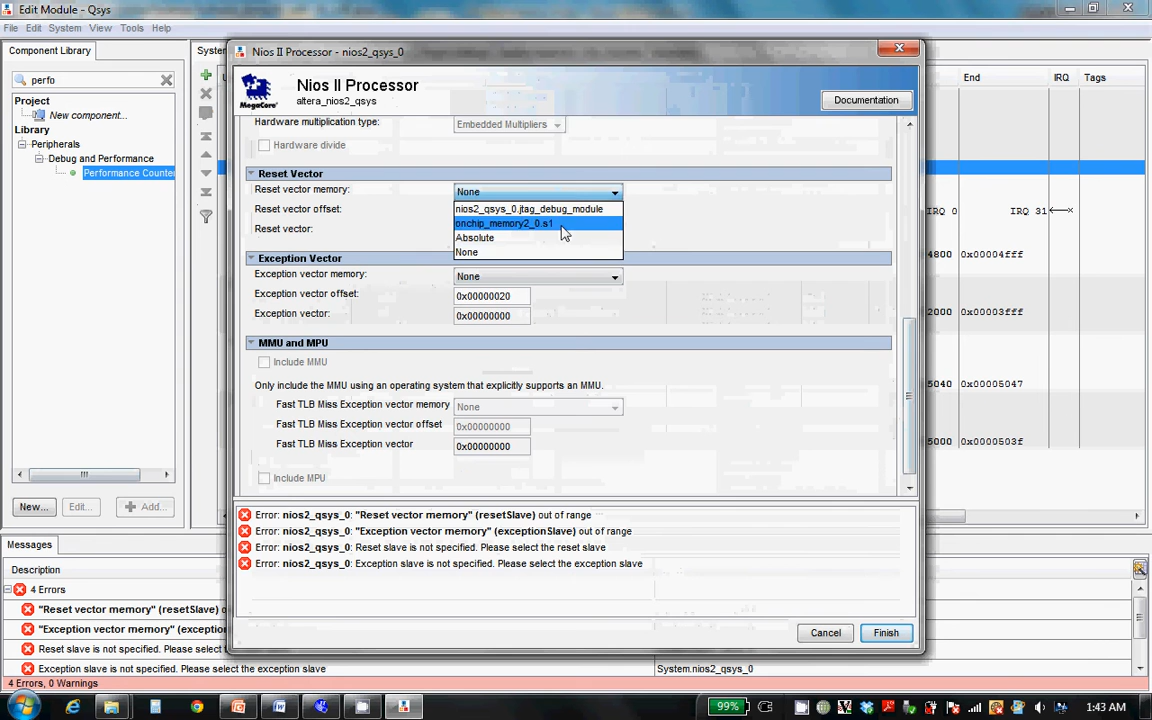 Edit Module - Qsys
File Edit System View Tools Help
Component Library
perfo
Project
New component...
Library
Peripherals
Debug and Performance
Performance Counte
New... Edit... Add...
Nios II Processor - nios2_qsys_0
Nios II Processor
altera_nios2_qsys
MegaCore
Documentation
Hardware multiplication type: Embedded Multipliers
Hardware divide
Reset Vector
Reset vector memory: None
Reset vector offset:
Reset vector:
nios2_qsys_0.jtag_debug_module
onchip_memory2_0.s1
Absolute
None
Exception Vector
Exception vector memory: None
Exception vector offset: 0x00000020
Exception vector: 0x00000000
MMU and MPU
Include MMU
Only include the MMU using an operating system that explicitly supports an MMU.
Fast TLB Miss Exception vector memory None
Fast TLB Miss Exception vector offset 0x00000000
Fast TLB Miss Exception vector 0x00000000
Include MPU
Error: nios2_qsys_0: "Reset vector memory" (resetSlave) out of range
Error: nios2_qsys_0: "Exception vector memory" (exceptionSlave) out of range
Error: nios2_qsys_0: Reset slave is not specified. Please select the reset slave
Error: nios2_qsys_0: Exception slave is not specified. Please select the exception slave
Cancel Finish
End IRQ Tags
IRQ 0 IRQ 31
4800 0x00004fff
2000 0x00003fff
5040 0x00005047
5000 0x0000503f
Messages
Description
4 Errors
"Reset vector memory" (resetSlave)
"Exception vector memory" (exception
Reset slave is not specified. Please select
Exception slave is not specified. Please select the exception slave System.nios2_qsys_0
4 Errors, 0 Warnings
99% 1:43 AM